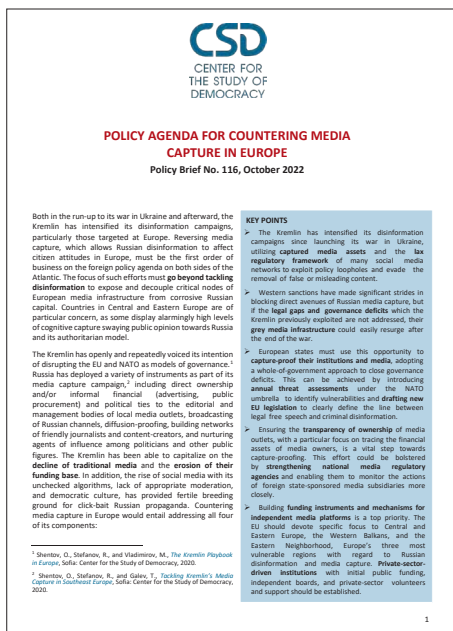 CSD
CENTER FOR
THE STUDY OF
DEMOCRACY
POLICY AGENDA FOR COUNTERING MEDIA
CAPTURE IN EUROPE
Policy Brief No. 116, October 2022
Both in the run-up to its war in Ukraine and afterward, the
Kremlin has intensified its disinformation campaigns,
particularly those targeted at Europe. Reversing media
capture, which allows Russian disinformation to affect
citizen attitudes in Europe, must be the first order of
business on the foreign policy agenda on both sides of the
Atlantic. The focus of such efforts must go beyond tackling
disinformation to expose and decouple critical nodes of
European media infrastructure from corrosive Russian
capital. Countries in Central and Eastern Europe are of
particular concern, as some display alarmingly high levels
of cognitive capture swaying public opinion towards Russia
and its authoritarian model.
The Kremlin has openly and repeatedly voiced its intention
of disrupting the EU and NATO as models of governance.1
Russia has deployed a variety of instruments as part of its
media capture campaign,2 including direct ownership
and/or informal financial (advertising, public
procurement) and political ties to the editorial and
management bodies of local media outlets, broadcasting
of Russian channels, diffusion-proofing, building networks
of friendly journalists and content-creators, and nurturing
agents of influence among politicians and other public
figures. The Kremlin has been able to capitalize on the
decline of traditional media and the erosion of their
funding base. In addition, the rise of social media with its
unchecked algorithms, lack of appropriate moderation,
and democratic culture, has provided fertile breeding
ground for click-bait Russian propaganda. Countering
media capture in Europe would entail addressing all four
of its components:
1 Shentov, O., Stefanov, R., and Vladimirov, M., The Kremlin Playbook
in Europe, Sofia: Center for the Study of Democracy, 2020.
2 Shentov, O., Stefanov, R., and Galev, T., Tackling Kremlin's Media
Capture in Southeast Europe, Sofia: Center for the Study of Democracy,
2020.
KEY POINTS
➢ The Kremlin has intensified its disinformation
campaigns since launching its war in Ukraine,
utilizing captured media assets and the lax
regulatory framework of many social media
networks to exploit policy loopholes and evade the
removal of false or misleading content.
➢ Western sanctions have made significant strides in
blocking direct avenues of Russian media capture, but
if the legal gaps and governance deficits which the
Kremlin previously exploited are not addressed, their
grey media infrastructure could easily resurge after
the end of the war.
➢ European states must use this opportunity to
capture-proof their institutions and media, adopting
a whole-of-government approach to close governance
deficits. This can be achieved by introducing
annual threat assessments under the NATO
umbrella to identify vulnerabilities and drafting new
EU legislation to clearly define the line between
legal free speech and criminal disinformation.
➢ Ensuring the transparency of ownership of media
outlets, with a particular focus on tracing the financial
assets of media owners, is a vital step towards
capture-proofing. This effort could be bolstered
by strengthening national media regulatory
agencies and enabling them to monitor the actions
of foreign state-sponsored media subsidiaries more
closely.
➢ Building funding instruments and mechanisms for
independent media platforms is a top priority. The
EU should devote specific focus to Central and
Eastern Europe, the Western Balkans, and the
Eastern Neighborhood, Europe's three most
vulnerable regions with regard to Russian
disinformation and media capture. Private-sector-
driven institutions with initial public funding,
independent boards, and private-sector volunteers
and support should be established.
1